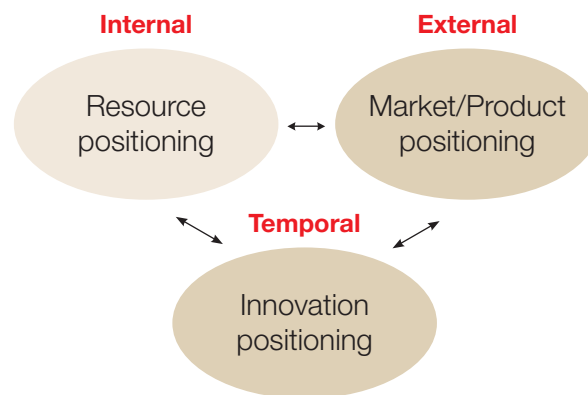 Internal
External
Resource
positioning
Market/Product
positioning
Temporal
Innovation
positioning